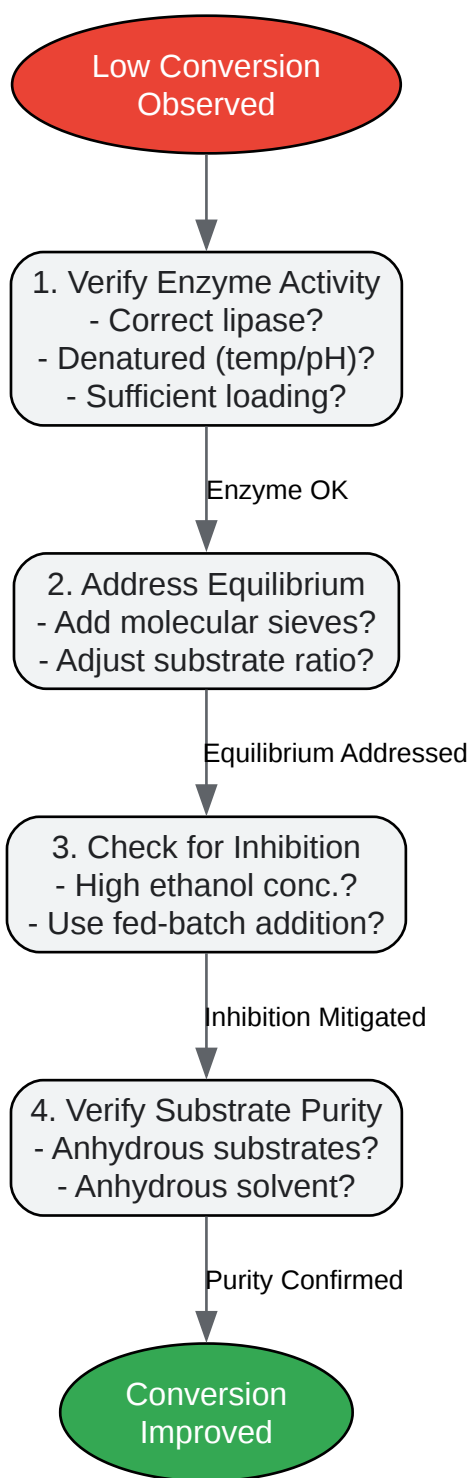 Low Conversion
Observed
1. Verify Enzyme Activity
- Correct lipase?
- Denatured (temp/pH)?
- Sufficient loading?
Enzyme OK
2. Address Equilibrium
- Add molecular sieves?
- Adjust substrate ratio?
Equilibrium Addressed
3. Check for Inhibition
- High ethanol conc.?
- Use fed-batch addition?
Inhibition Mitigated
4. Verify Substrate Purity
- Anhydrous substrates?
- Anhydrous solvent?
Purity Confirmed
Conversion
Improved